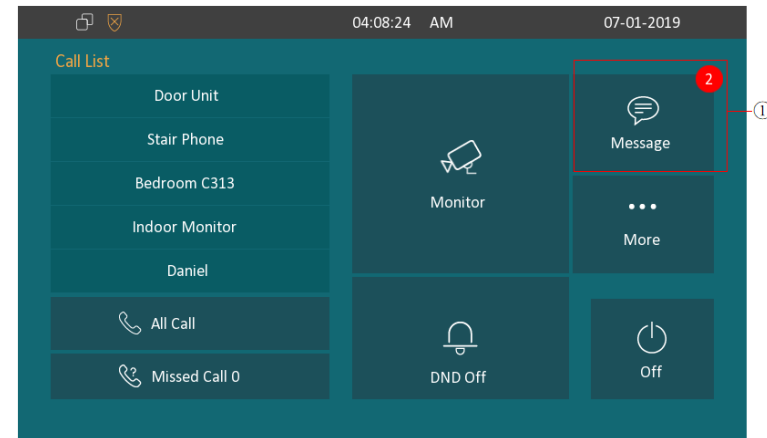 04:08:24 AM 07-01-2019
Call List
Door Unit
Stair Phone
Bedroom C313
Indoor Monitor
Daniel
All Call
Missed Call 0
Monitor
DND Off
2
Message
More
Off
①